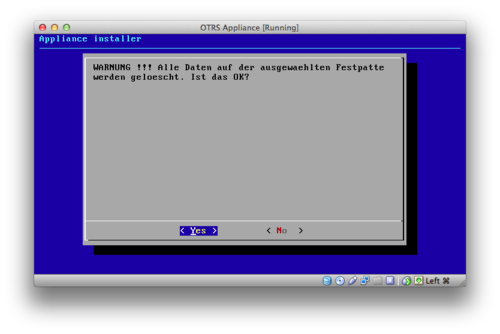 OTRS Appliance [Running]
Appliance installer
WARNUNG !!! Alle Daten auf der ausgewaehlten Festpatte
werden geloescht. Ist das OK?
< Yes > < No >
Left ⌘